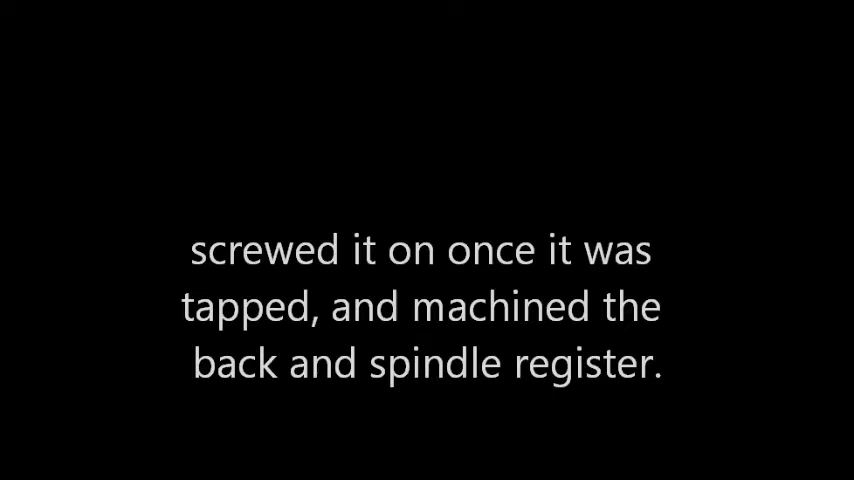 screwed it on once it was
tapped, and machined the
back and spindle register.